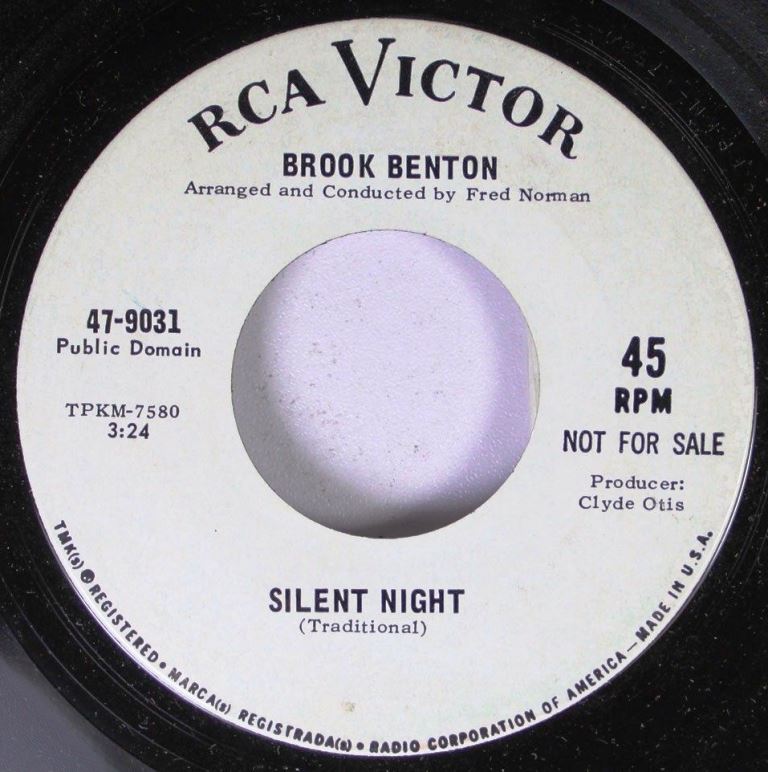 RCA VICTOR
BROOK BENTON
Arranged and Conducted by Fred Norman
47-9031
Public Domain
TPKM-7580
3:24
45
RPM
NOT FOR SALE
Producer:
Clyde Otis
SILENT NIGHT
(Traditional)
TMK(s) ® REGISTERED • MARCA(s) REGISTRADA(s) • RADIO CORPORATION OF AMERICA — MADE IN U.S.A.